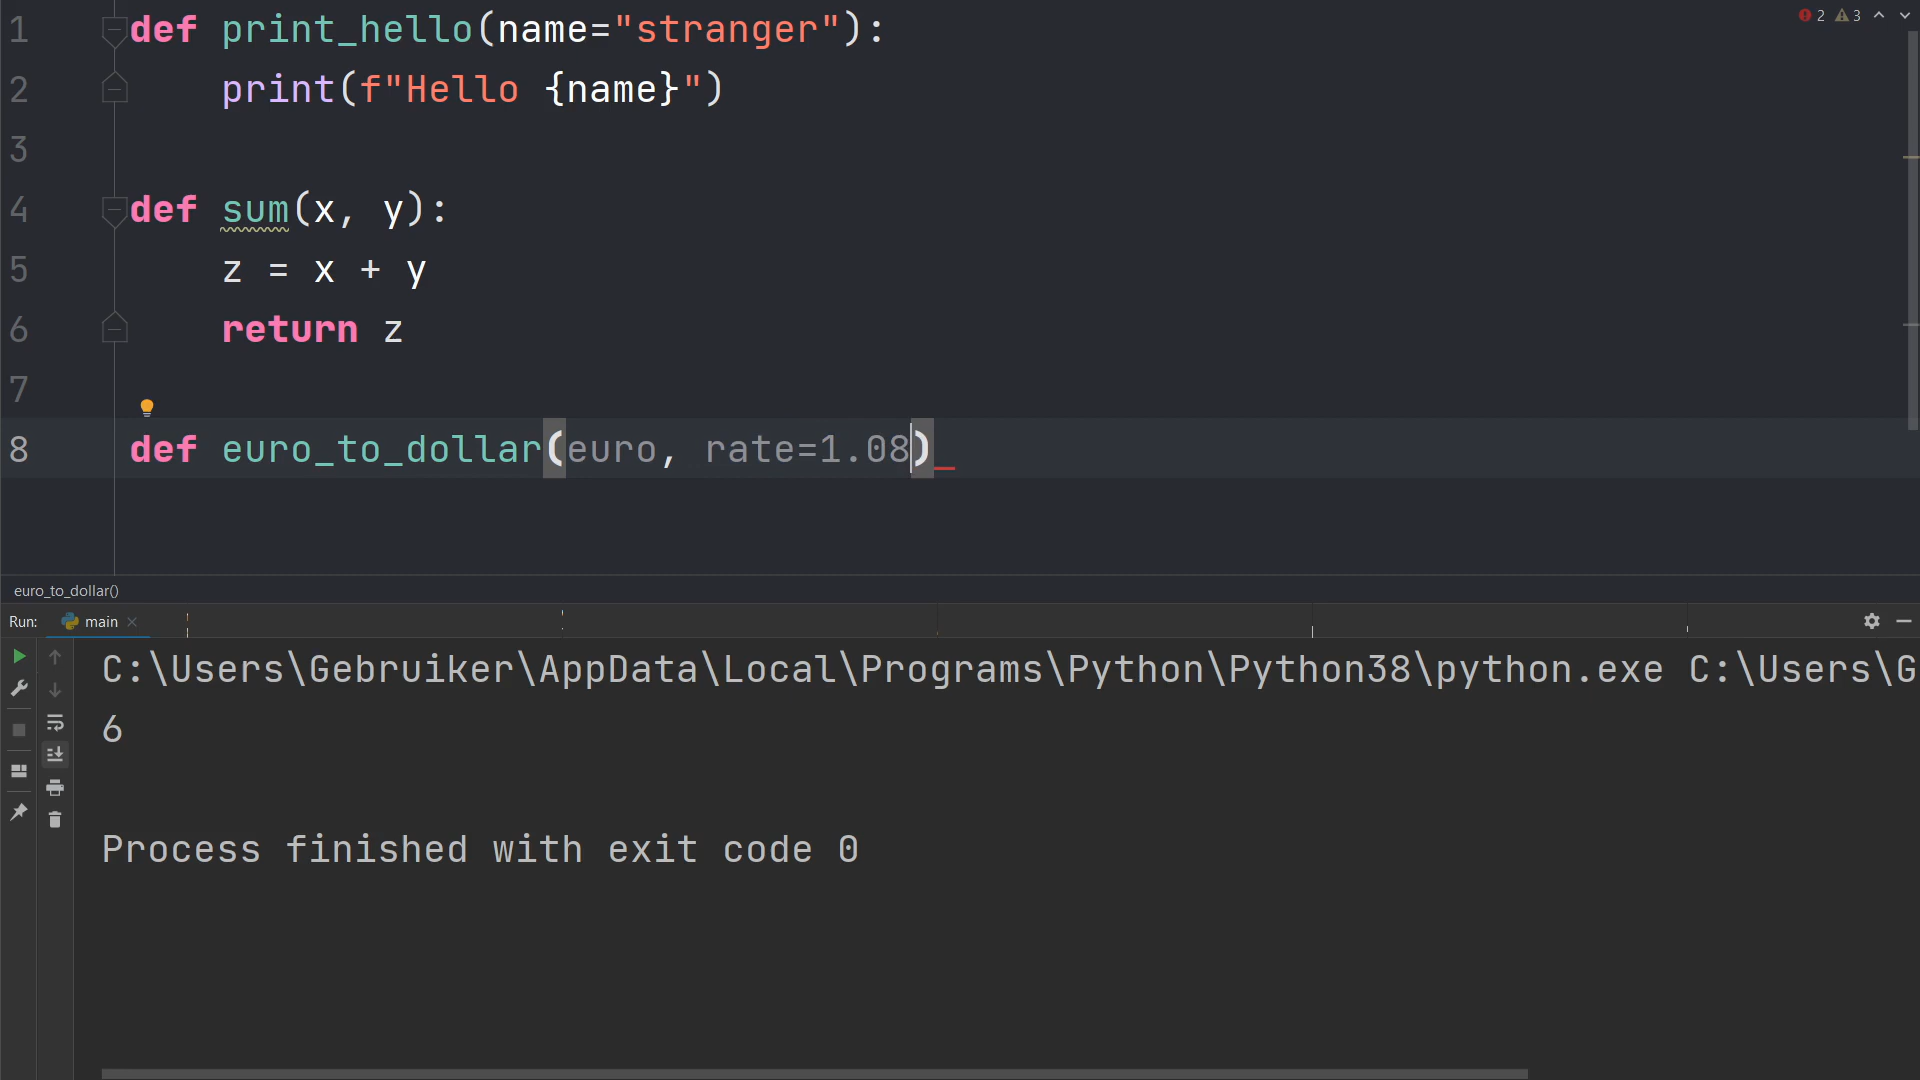 2 3
1 def print_hello(name="stranger"):
2     print(f"Hello {name}")
3
4 def sum(x, y):
5     z = x + y
6     return z
7
8 def euro_to_dollar(euro, rate=1.08)
euro_to_dollar()
Run: main
C:\Users\Gebruiker\AppData\Local\Programs\Python\Python38\python.exe C:\Users\G
6
Process finished with exit code 0